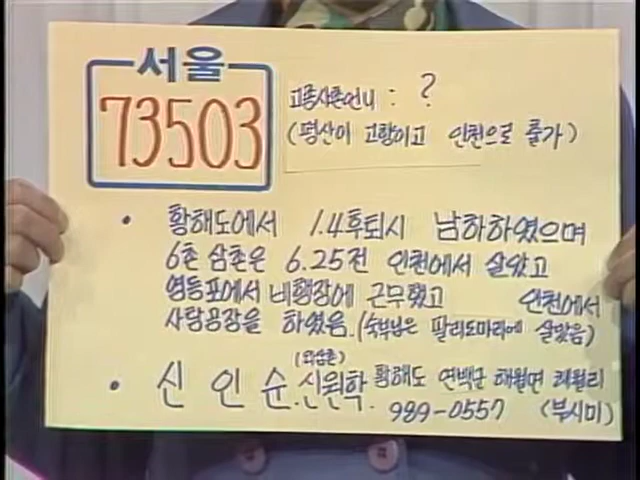 서울
73503
고종사촌언니 : ?
(평산이 고향이고 인천으로 출가)
• 황해도에서 1.4후퇴시 남하하였으며
6촌 삼촌은 6.25전 인천에서 살았고
영등포에서 비행장에 근무했고 인천에서
사탕공장을 하였음. (숙부님은 팔리도마리에 살았음)
(외삼촌)
• 신인순. 신원학. 황해도 연백군 해월면 해월리
989-0557 (부시미)